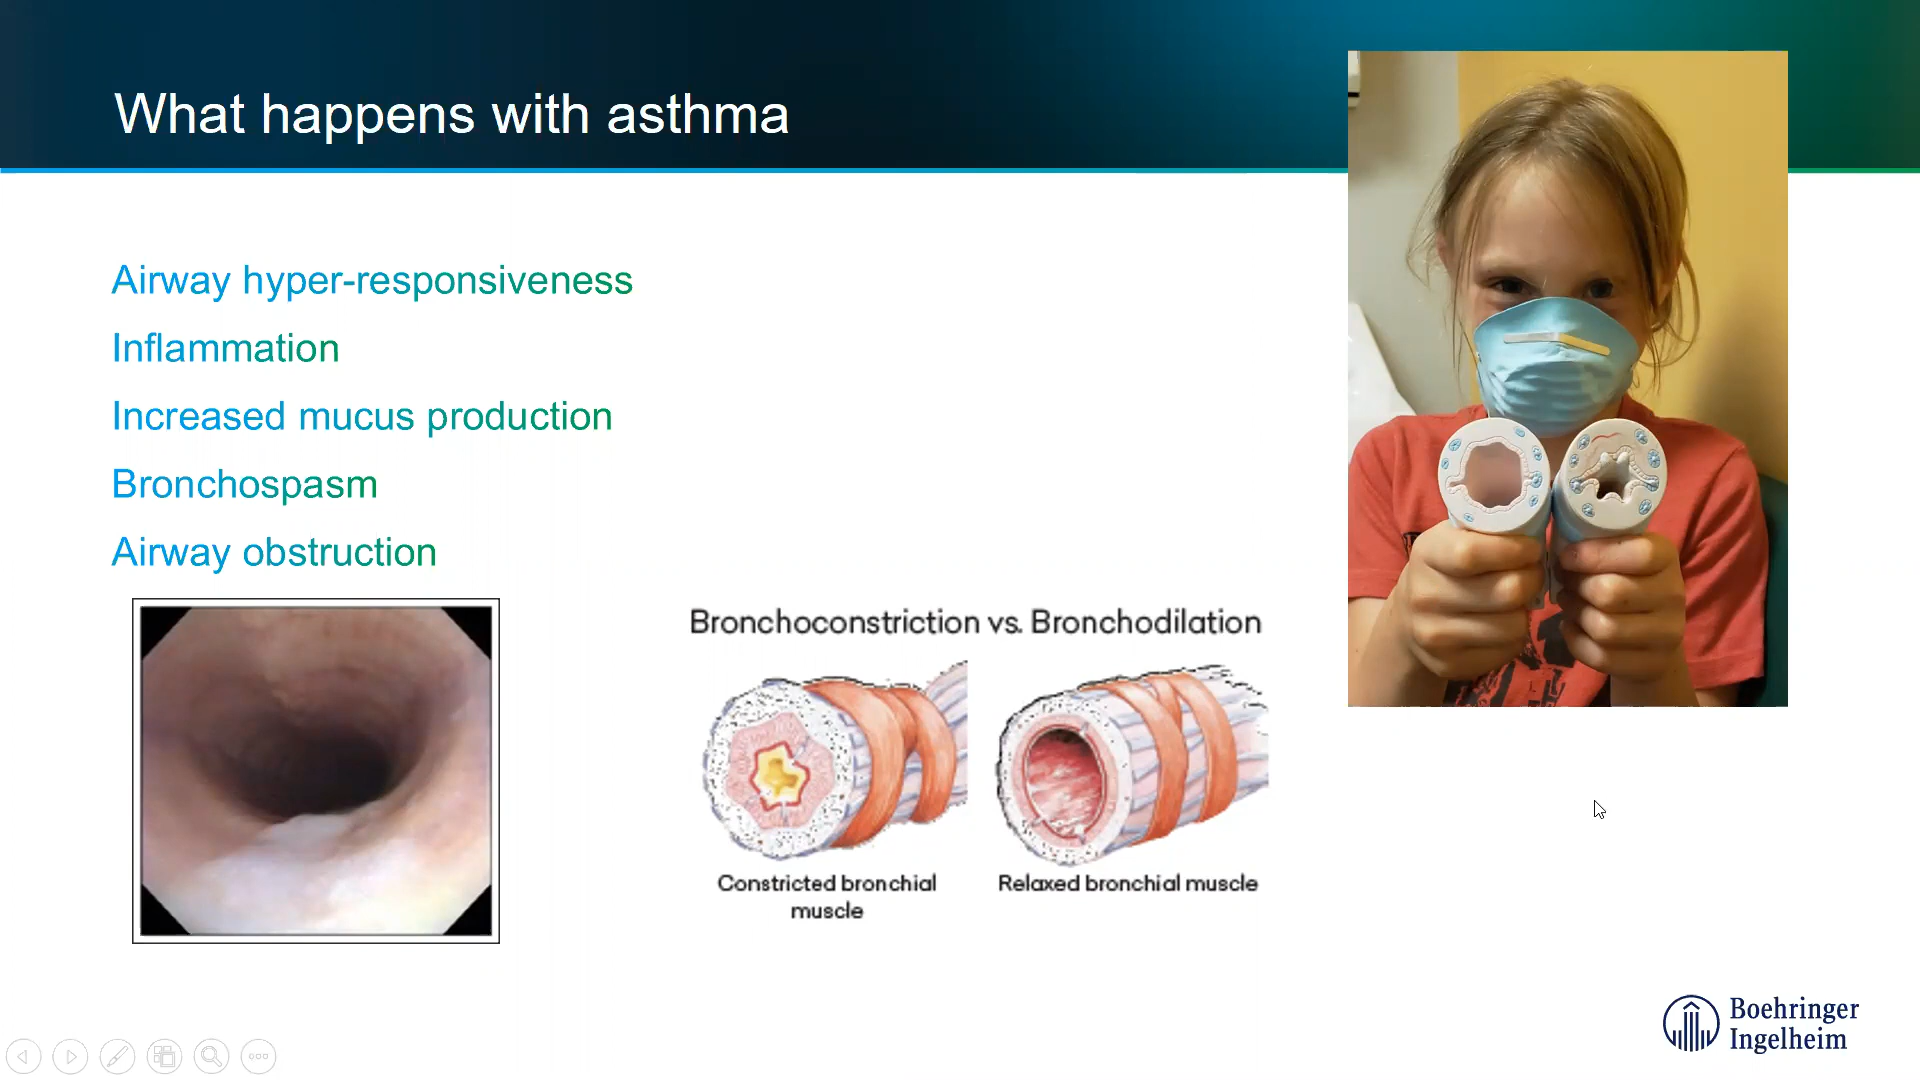 What happens with asthma
Airway hyper-responsiveness
Inflammation
Increased mucus production
Bronchospasm
Airway obstruction
Bronchoconstriction vs. Bronchodilation
Constricted bronchial
muscle
Relaxed bronchial muscle
Boehringer
Ingelheim